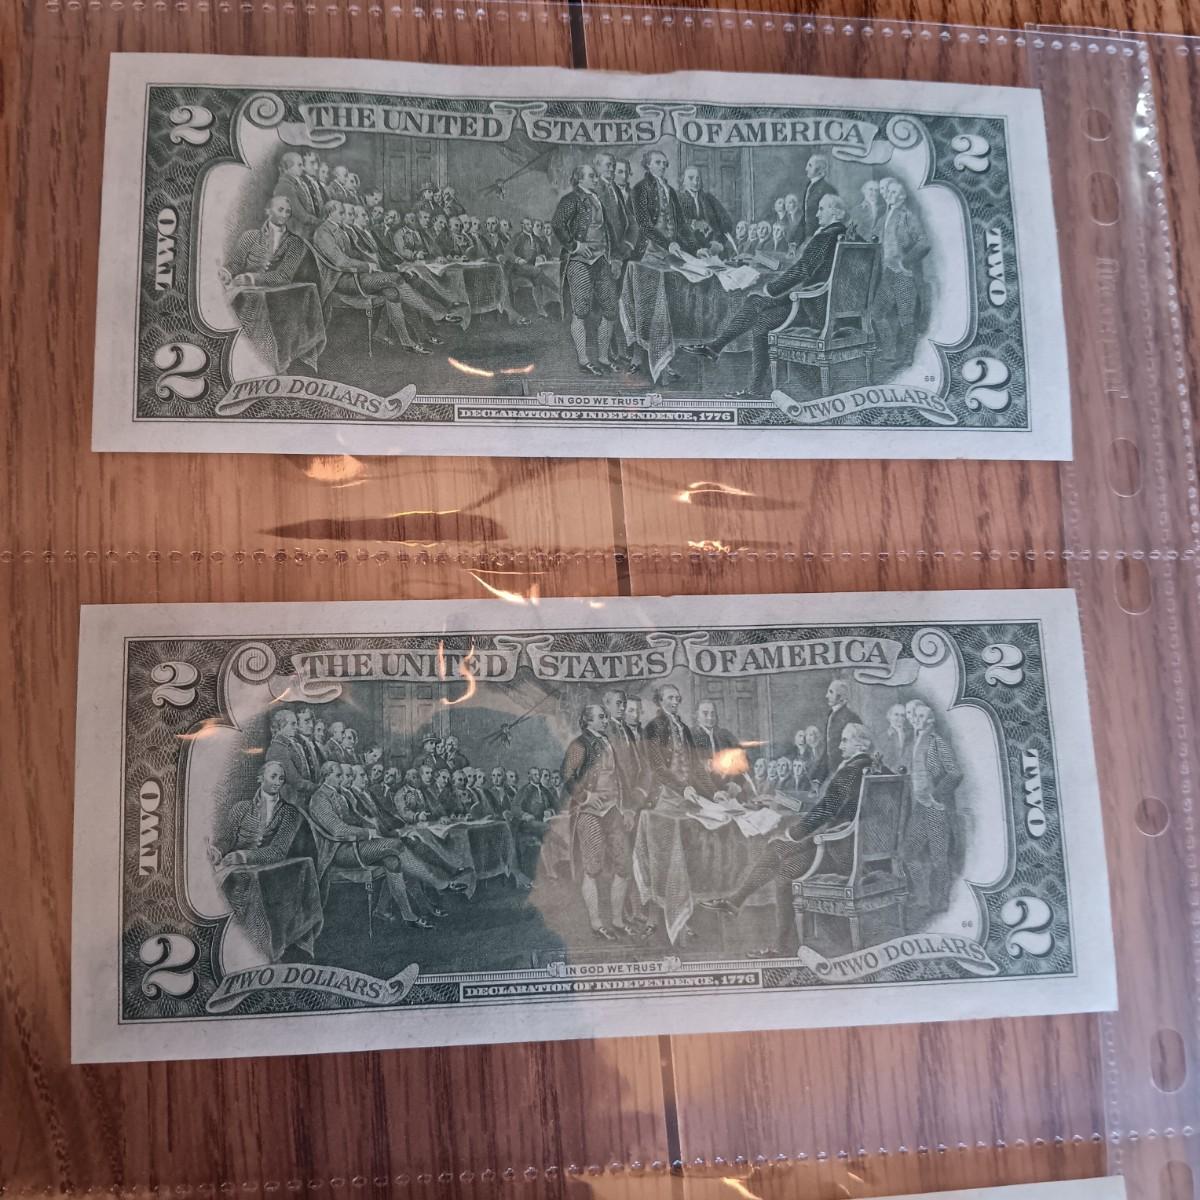 2 THE UNITED STATES OF AMERICA 2
TWO TWO
2 TWO DOLLARS IN GOD WE TRUST TWO DOLLARS 2
DECLARATION OF INDEPENDENCE, 1776
2 THE UNITED STATES OF AMERICA 2
TWO TWO
66
2 TWO DOLLARS IN GOD WE TRUST TWO DOLLARS 2
DECLARATION OF INDEPENDENCE, 1776